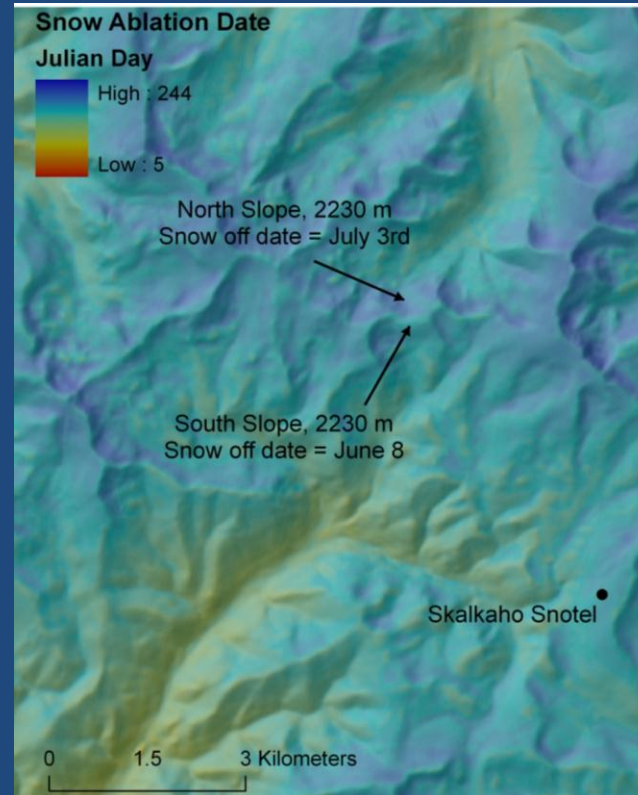 Snow Ablation Date
Julian Day
High : 244
Low : 5
North Slope, 2230 m
Snow off date = July 3rd
South Slope, 2230 m
Snow off date = June 8
Skalkaho Snotel
0 1.5 3 Kilometers